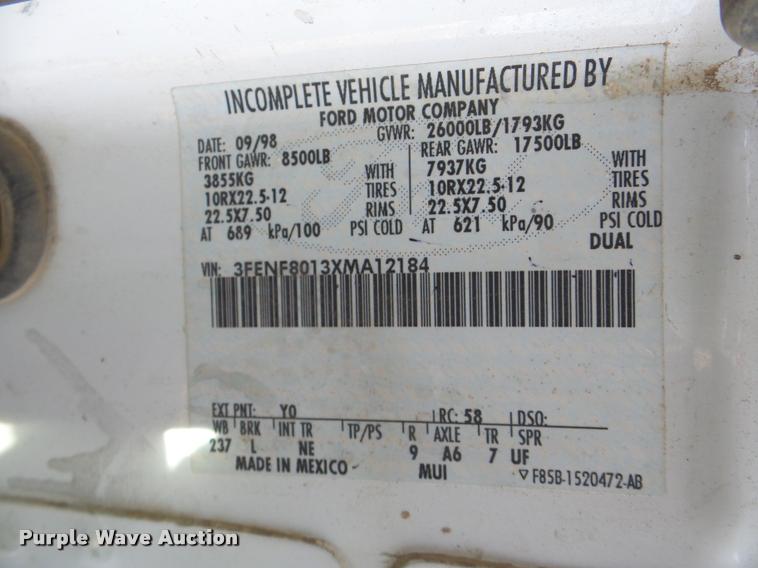 INCOMPLETE VEHICLE MANUFACTURED BY
FORD MOTOR COMPANY
DATE: 09/98 GVWR: 26000LB/1793KG
FRONT GAWR: 8500LB REAR GAWR: 17500LB
3855KG WITH 7937KG WITH
10RX22.5-12 TIRES 10RX22.5-12 TIRES
22.5X7.50 RIMS 22.5X7.50 RIMS
AT 689 kPa/100 PSI COLD AT 621 kPa/90 PSI COLD
DUAL
VIN: 3FENF8013XMA12184
EXT PNT: YO RC: 58 DSO:
WB BRK INT TR TP/PS R AXLE TR SPR
237 L NE 9 A6 7 UF
MADE IN MEXICO MUI F85B-1520472-AB
Purple Wave Auction